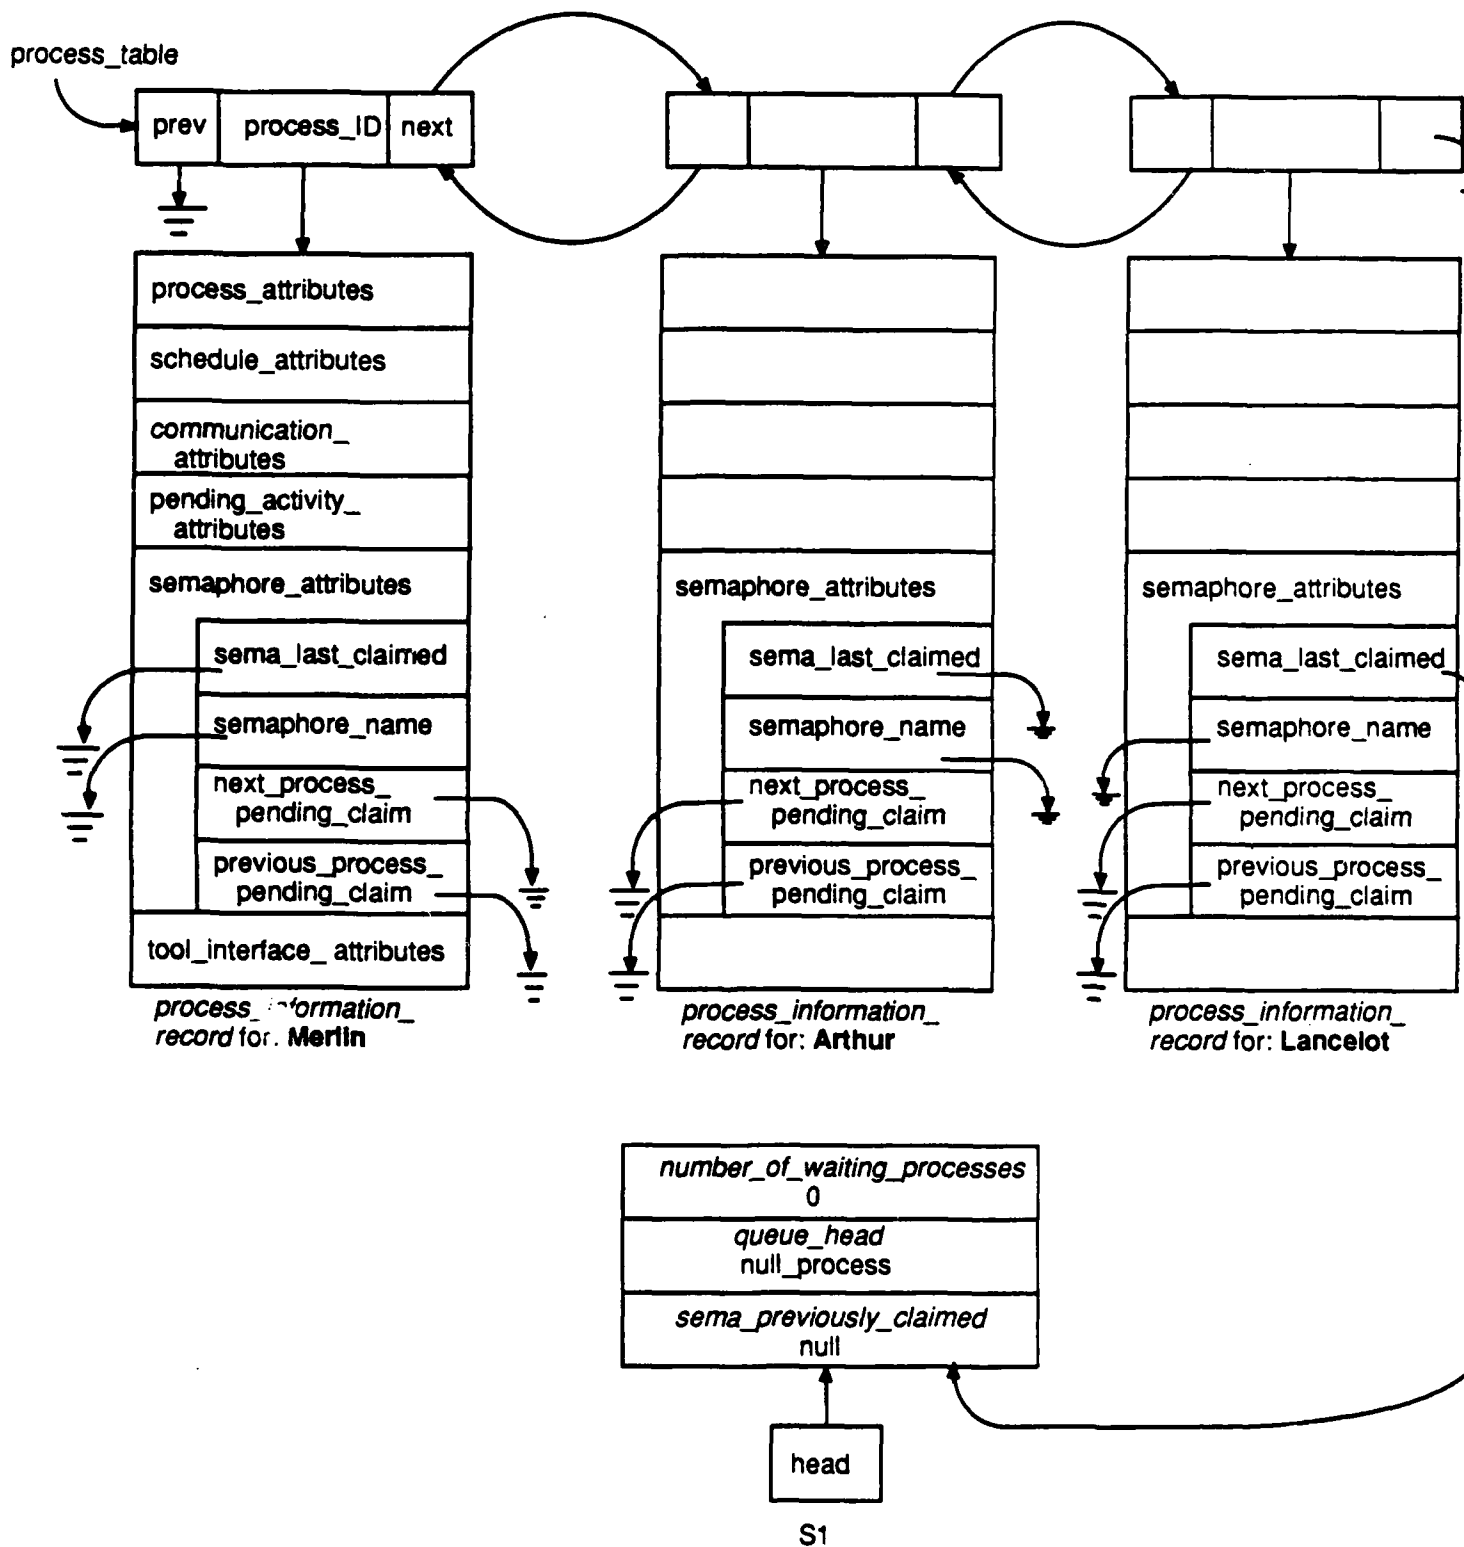 process_table
prev
process_ID
next
process_attributes
schedule_attributes
communication_
attributes
pending_activity_
attributes
semaphore_attributes
sema_last_claimed
semaphore_name
next_process_
pending_claim
previous_process_
pending_claim
tool_interface_ attributes
record for: Merlin
semaphore_attributes
sema_last_claimed
semaphore_name
next_process_
pending_claim
previous_process_
pending_claim
process_information_
record for: Arthur
semaphore_attributes
sema_last_claimed
semaphore_name
next_process_
pending_claim
previous_process_
pending_claim
process_information_
record for: Lancelot
number_of_waiting_processes
0
queue_head
null_process
sema_previously_claimed
null
head
S1